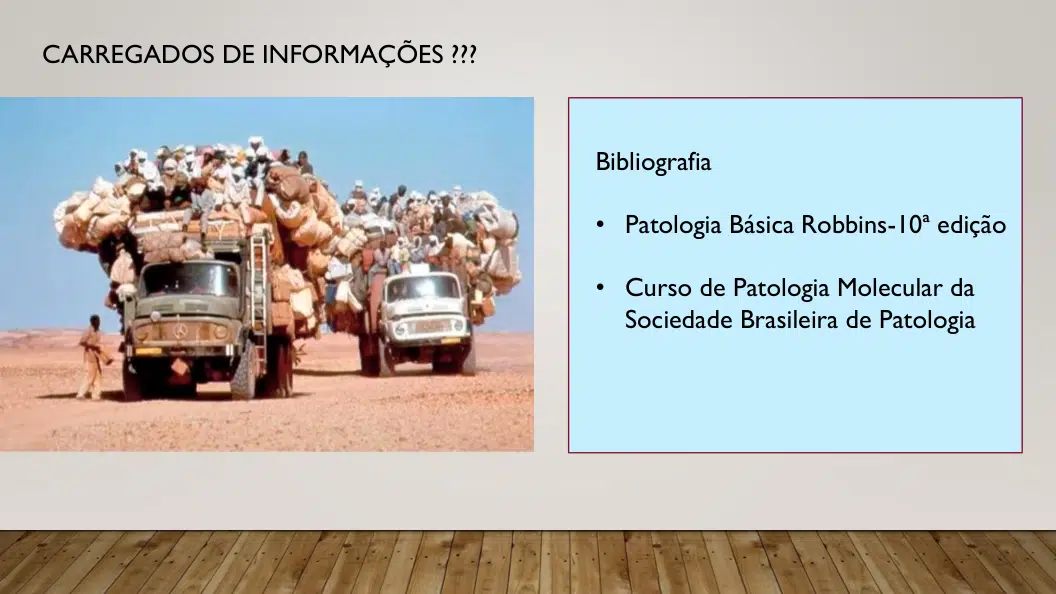 CARREGADOS DE INFORMAÇÕES ???
Bibliografia
• Patologia Básica Robbins-10ª edição
• Curso de Patologia Molecular da
Sociedade Brasileira de Patologia